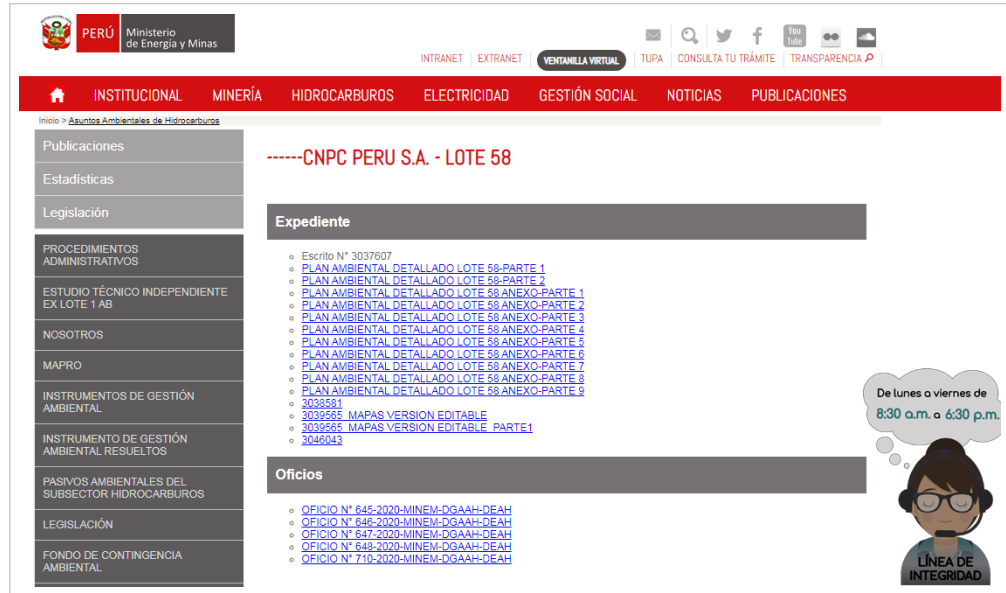 PERÚ
Ministerio
de Energía y Minas
You
Tube
INTRANET
EXTRANET
VENTANILLA VIRTUAL
TUPA
CONSULTA TU TRÁMITE
TRANSPARENCIA
INSTITUCIONAL
MINERÍA
HIDROCARBUROS
ELECTRICIDAD
GESTIÓN SOCIAL
NOTICIAS
PUBLICACIONES
Inicio > Asuntos Ambientales de Hidrocarburos
Publicaciones
Estadísticas
Legislación
PROCEDIMIENTOS
ADMINISTRATIVOS
ESTUDIO TÉCNICO INDEPENDIENTE
EX LOTE 1 AB
NOSOTROS
MAPRO
INSTRUMENTOS DE GESTIÓN
AMBIENTAL
INSTRUMENTO DE GESTIÓN
AMBIENTAL RESUELTOS
PASIVOS AMBIENTALES DEL
SUBSECTOR HIDROCARBUROS
LEGISLACIÓN
FONDO DE CONTINGENCIA
AMBIENTAL
------CNPC PERU S.A. - LOTE 58
Expediente
Escrito N° 3037607
PLAN AMBIENTAL DETALLADO LOTE 58-PARTE 1
PLAN AMBIENTAL DETALLADO LOTE 58-PARTE 2
PLAN AMBIENTAL DETALLADO LOTE 58 ANEXO-PARTE 1
PLAN AMBIENTAL DETALLADO LOTE 58 ANEXO-PARTE 2
PLAN AMBIENTAL DETALLADO LOTE 58 ANEXO-PARTE 3
PLAN AMBIENTAL DETALLADO LOTE 58 ANEXO-PARTE 4
PLAN AMBIENTAL DETALLADO LOTE 58 ANEXO-PARTE 5
PLAN AMBIENTAL DETALLADO LOTE 58 ANEXO-PARTE 6
PLAN AMBIENTAL DETALLADO LOTE 58 ANEXO-PARTE 7
PLAN AMBIENTAL DETALLADO LOTE 58 ANEXO-PARTE 8
PLAN AMBIENTAL DETALLADO LOTE 58 ANEXO-PARTE 9
3038581
3039565_MAPAS VERSION EDITABLE
3039565_MAPAS VERSION EDITABLE_PARTE1
3046043
Oficios
OFICIO N° 645-2020-MINEM-DGAAH-DEAH
OFICIO N° 646-2020-MINEM-DGAAH-DEAH
OFICIO N° 647-2020-MINEM-DGAAH-DEAH
OFICIO N° 648-2020-MINEM-DGAAH-DEAH
OFICIO N° 710-2020-MINEM-DGAAH-DEAH
De lunes a viernes de
8:30 a.m. a 6:30 p.m.
LÍNEA DE
INTEGRIDAD